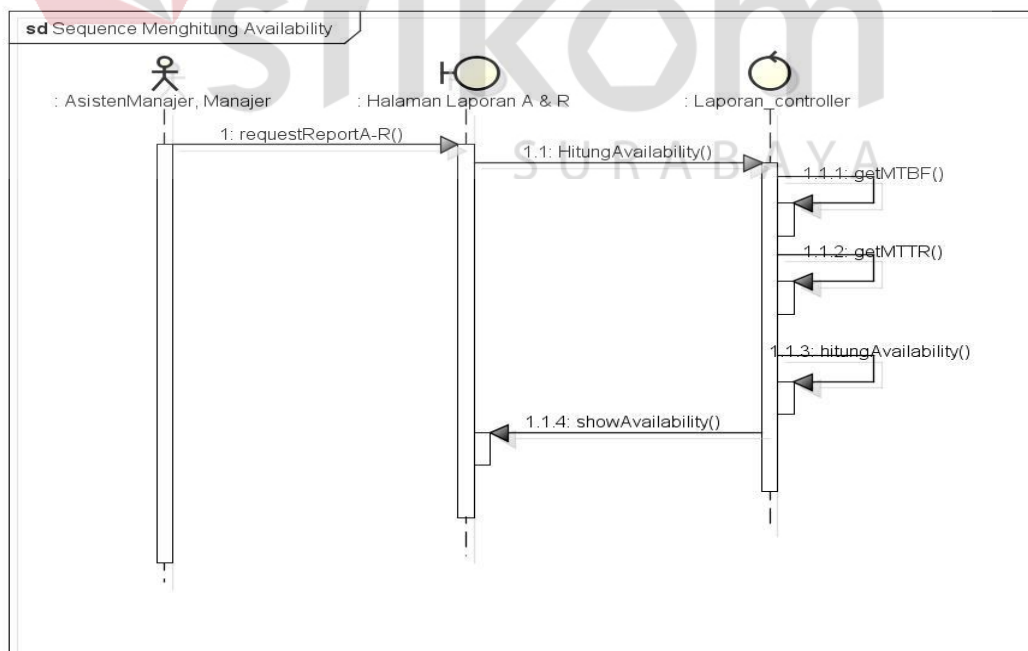 stikom
SURABAYA
sd Sequence Menghitung Availability
: AsistenManajer, Manajer
: Halaman Laporan A & R
: Laporan_controller
1: requestReportA-R()
1.1: HitungAvailability()
1.1.1: getMTBF()
1.1.2: getMTTR()
1.1.3: hitungAvailability()
1.1.4: showAvailability()